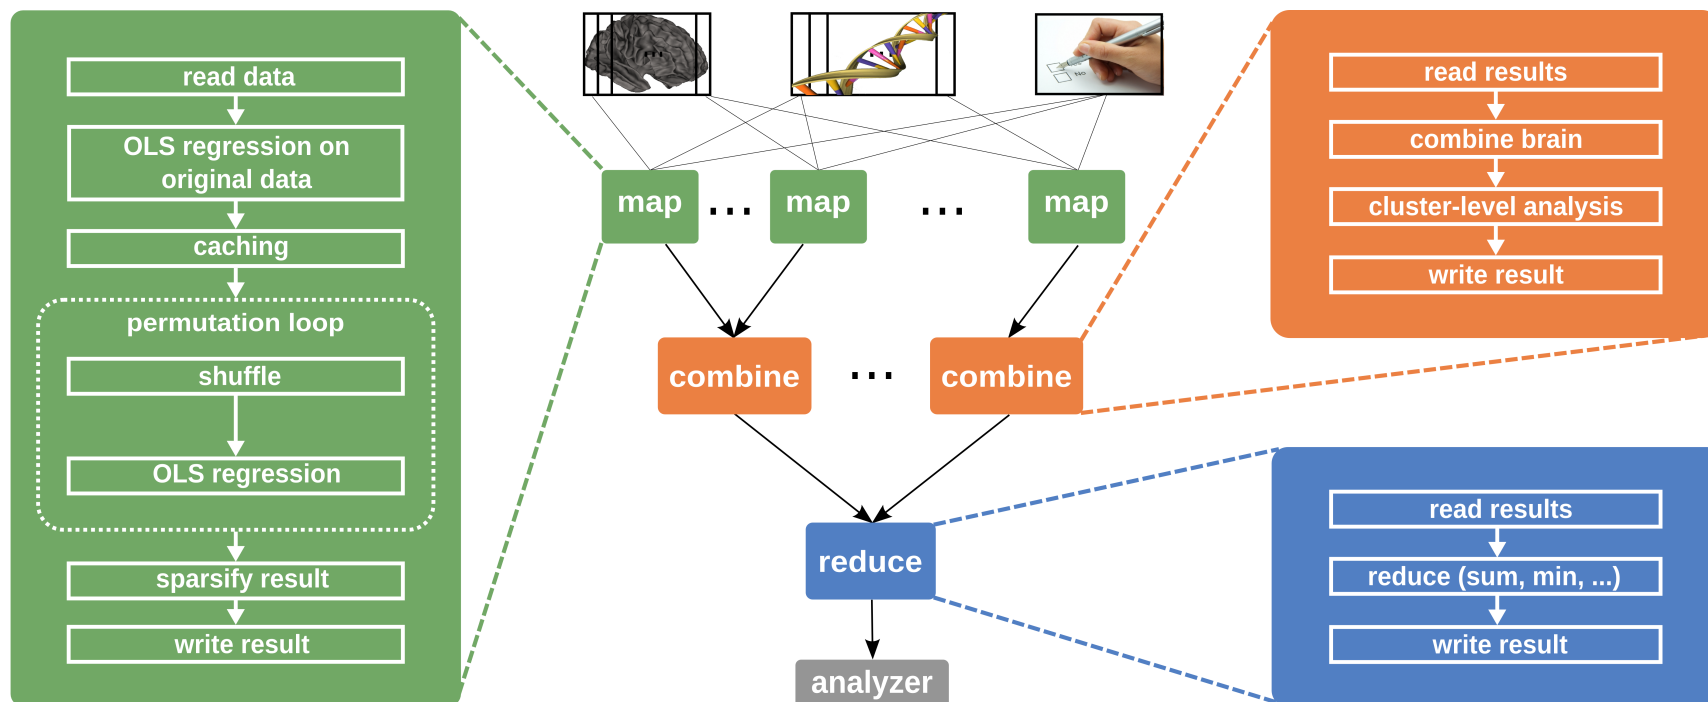 read data
OLS regression on
original data
caching
permutation loop
shuffle
OLS regression
sparsify result
write result
...
...
No
map
...
map
...
map
combine
...
combine
reduce
analyzer
read results
combine brain
cluster-level analysis
write result
read results
reduce (sum, min, ...)
write result